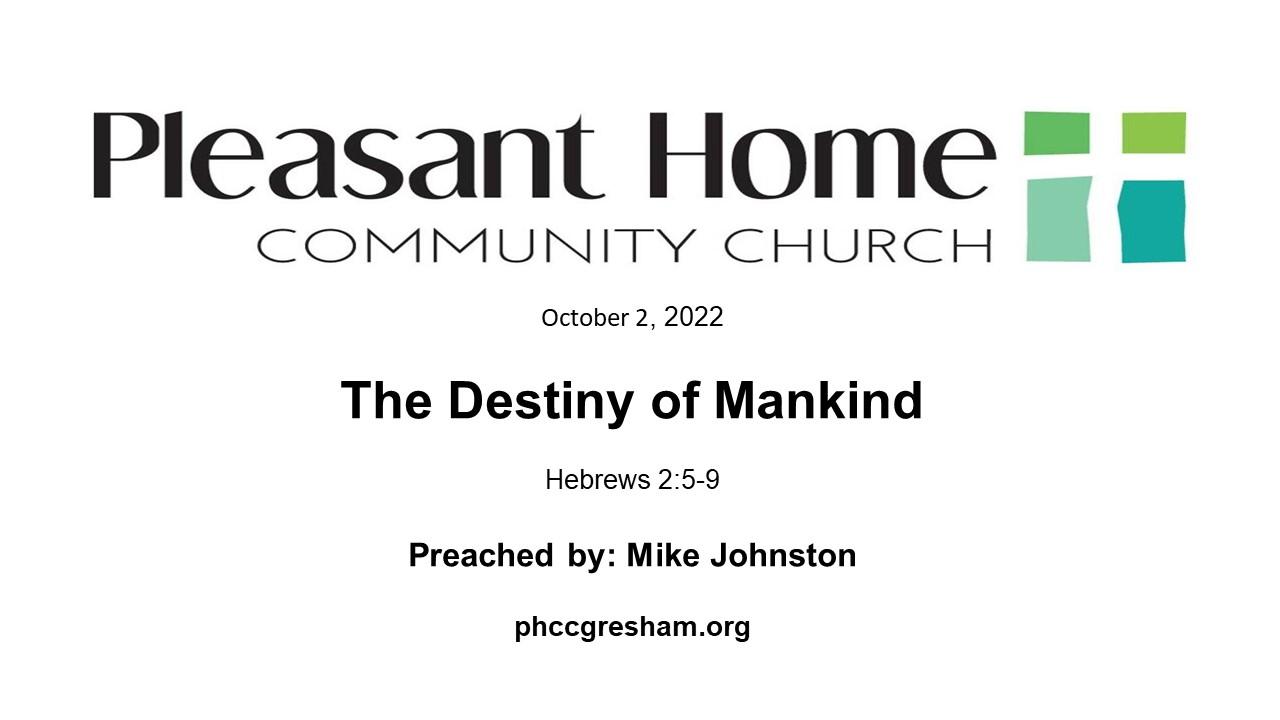 Pleasant Home
COMMUNITY CHURCH
October 2, 2022
The Destiny of Mankind
Hebrews 2:5-9
Preached by: Mike Johnston
phccgresham.org